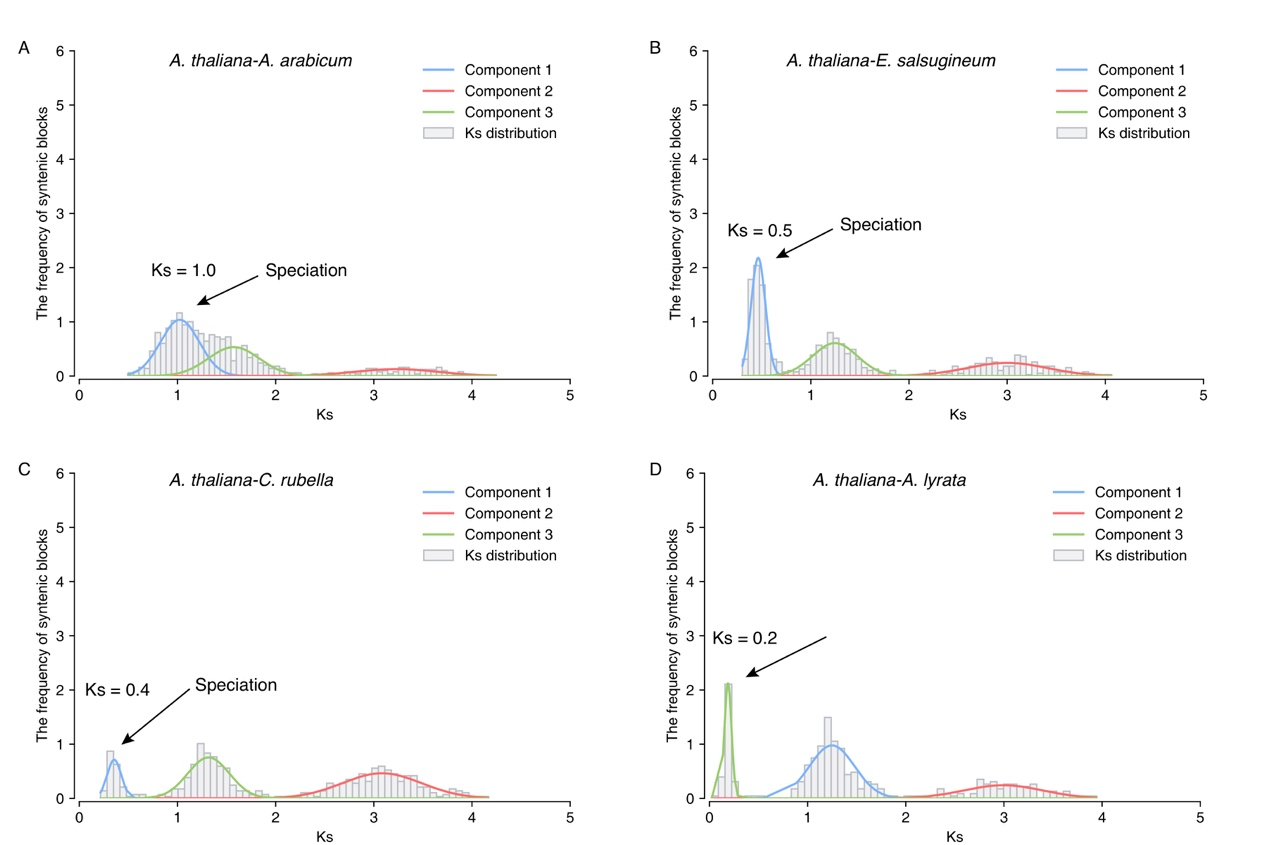 A
A. thaliana-A. arabicum
Component 1
Component 2
Component 3
Ks distribution
The frequency of syntenic blocks
6
5
4
3
2
1
0
Ks = 1.0
Speciation
0 1 2 3 4 5
Ks
B
A. thaliana-E. salsugineum
Component 1
Component 2
Component 3
Ks distribution
The frequency of syntenic blocks
6
5
4
3
2
1
0
Ks = 0.5
Speciation
0 1 2 3 4 5
Ks
C
A. thaliana-C. rubella
Component 1
Component 2
Component 3
Ks distribution
The frequency of syntenic blocks
6
5
4
3
2
1
0
Ks = 0.4
Speciation
0 1 2 3 4 5
Ks
D
A. thaliana-A. lyrata
Component 1
Component 2
Component 3
Ks distribution
The frequency of syntenic blocks
6
5
4
3
2
1
0
Ks = 0.2
0 1 2 3 4 5
Ks